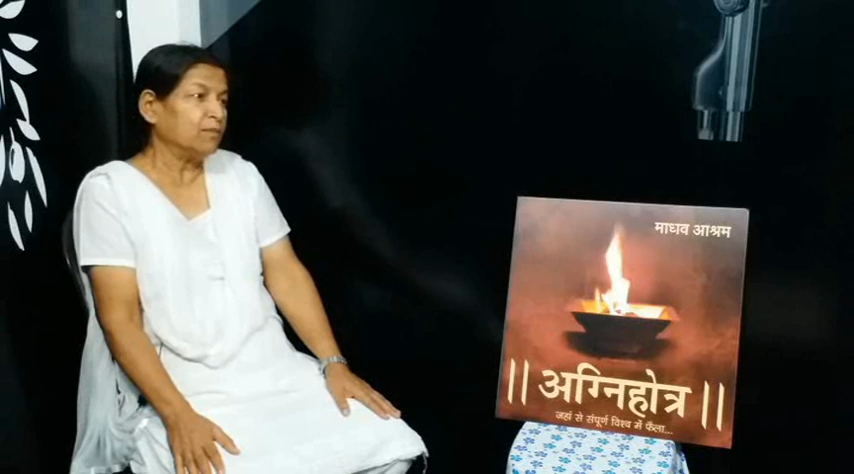 माधव आश्रम
||अग्निहोत्र||
जहां से संपूर्ण विश्व में फैला...